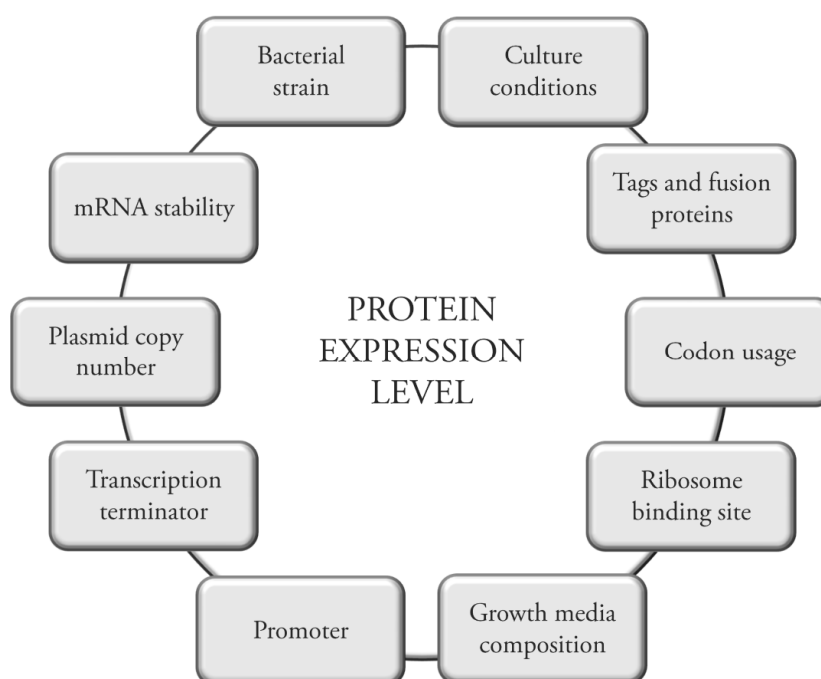 Bacterial
strain
Culture
conditions
mRNA stability
Tags and fusion
proteins
Plasmid copy
number
PROTEIN
EXPRESSION
LEVEL
Codon usage
Transcription
terminator
Ribosome
binding site
Promoter
Growth media
composition